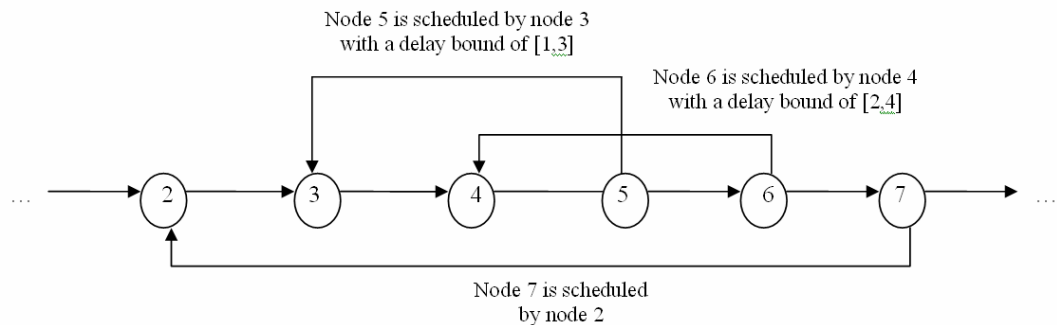 Node 5 is scheduled by node 3
with a delay bound of [1,3]
Node 6 is scheduled by node 4
with a delay bound of [2,4]
... 2 3 4 5 6 7 ...
Node 7 is scheduled
by node 2